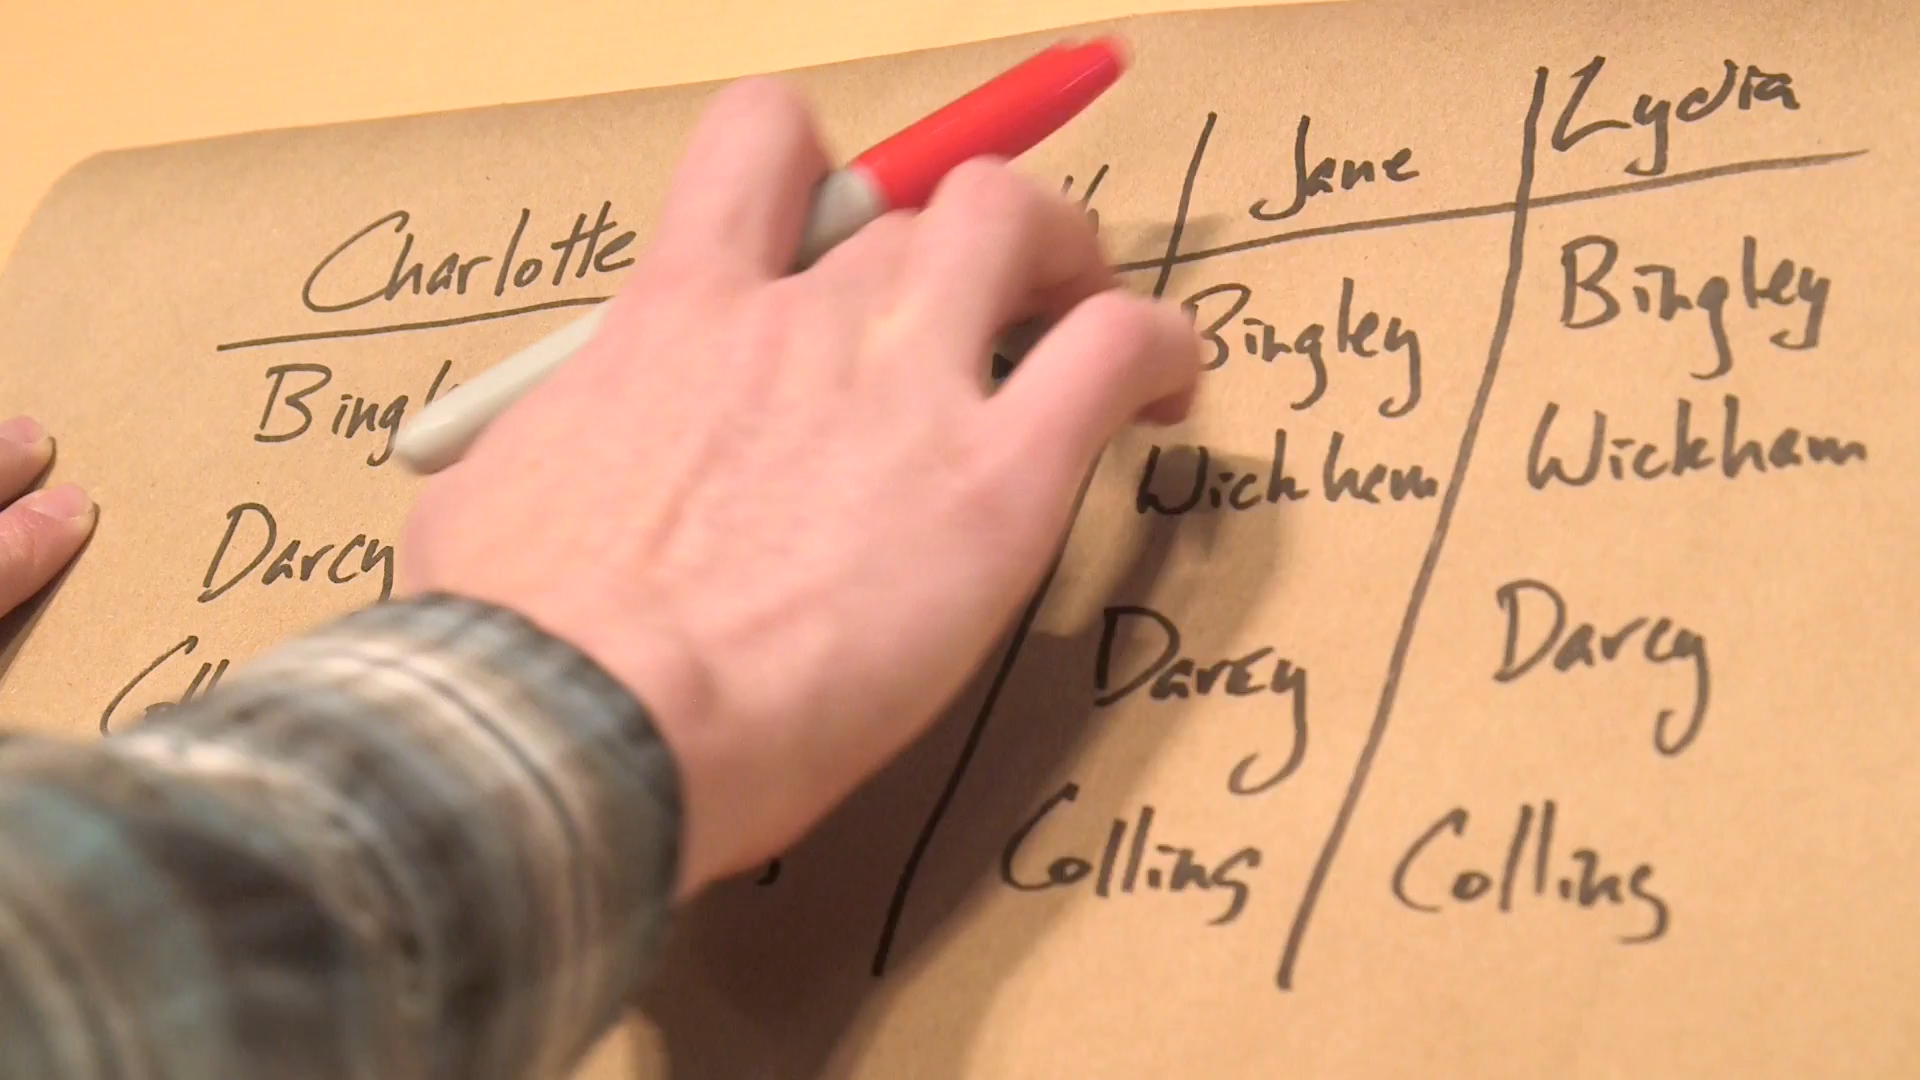 Charlotte Jane Lydia
Bingley Bingley
Wickham Wickham
Darcy Darcy Darcy
Collins Collins